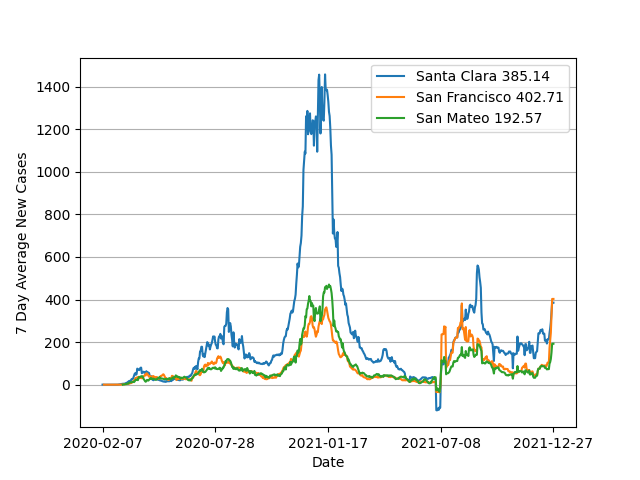 Santa Clara 385.14
San Francisco 402.71
San Mateo 192.57
1400
1200
1000
800
600
400
200
0
7 Day Average New Cases
2020-02-07 2020-07-28 2021-01-17 2021-07-08 2021-12-27
Date